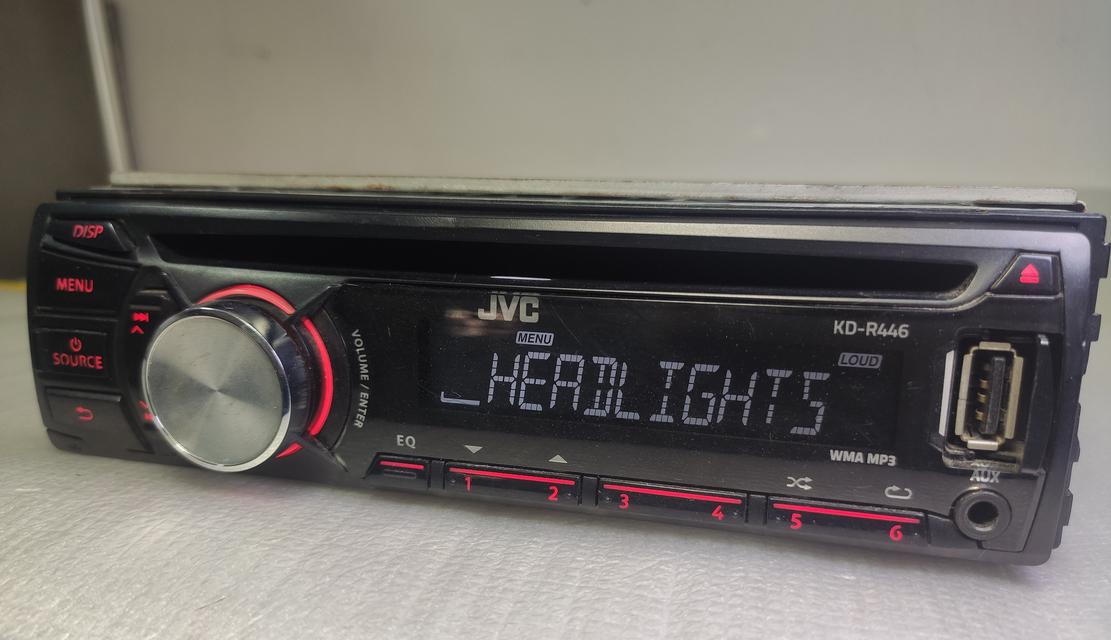 DISP
MENU
SOURCE
VOLUME / ENTER
JVC
KD-R446
MENU
LOUD
HEADLIGHTS
WMA MP3
EQ
1
2
3
4
5
6
AUX